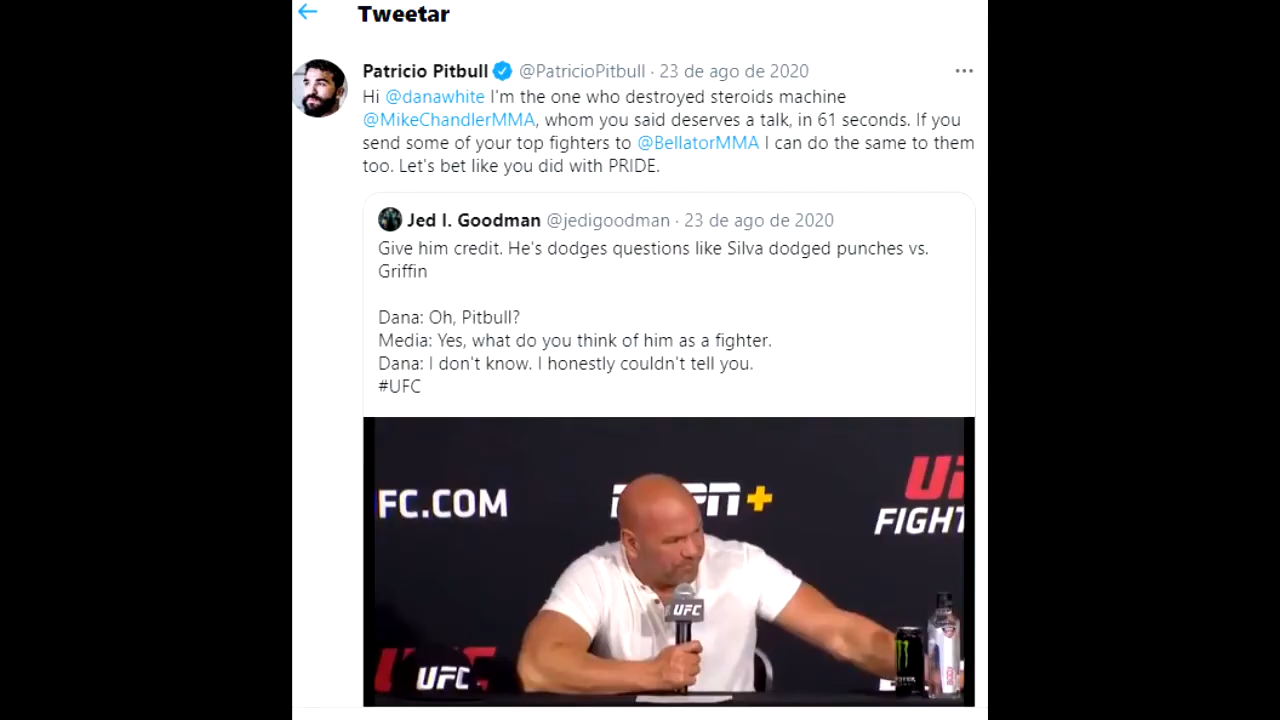 Tweetar
Patricio Pitbull @PatricioPitbull · 23 de ago de 2020
Hi @danawhite I'm the one who destroyed steroids machine
@MikeChandlerMMA, whom you said deserves a talk, in 61 seconds. If you
send some of your top fighters to @BellatorMMA I can do the same to them
too. Let's bet like you did with PRIDE.
Jed I. Goodman @jedigoodman · 23 de ago de 2020
Give him credit. He's dodges questions like Silva dodged punches vs.
Griffin
Dana: Oh, Pitbull?
Media: Yes, what do you think of him as a fighter.
Dana: I don't know. I honestly couldn't tell you.
#UFC
FC.COM
+
FIGHT
UFC
UFC